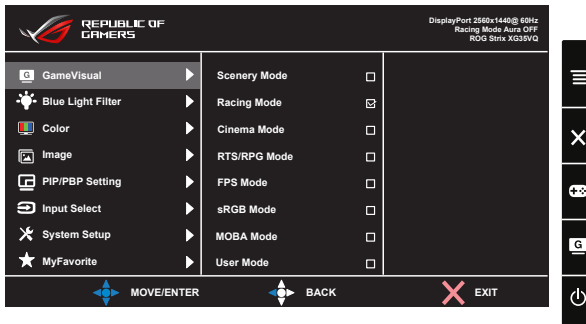 REPUBLIC OF
GAMERS
DisplayPort 2560x1440@ 60Hz
Racing Mode Aura OFF
ROG Strix XG35VQ
G GameVisual
Blue Light Filter
Color
Image
PIP/PBP Setting
Input Select
System Setup
MyFavorite
Scenery Mode
Racing Mode
Cinema Mode
RTS/RPG Mode
FPS Mode
sRGB Mode
MOBA Mode
User Mode
MOVE/ENTER
BACK
EXIT
G